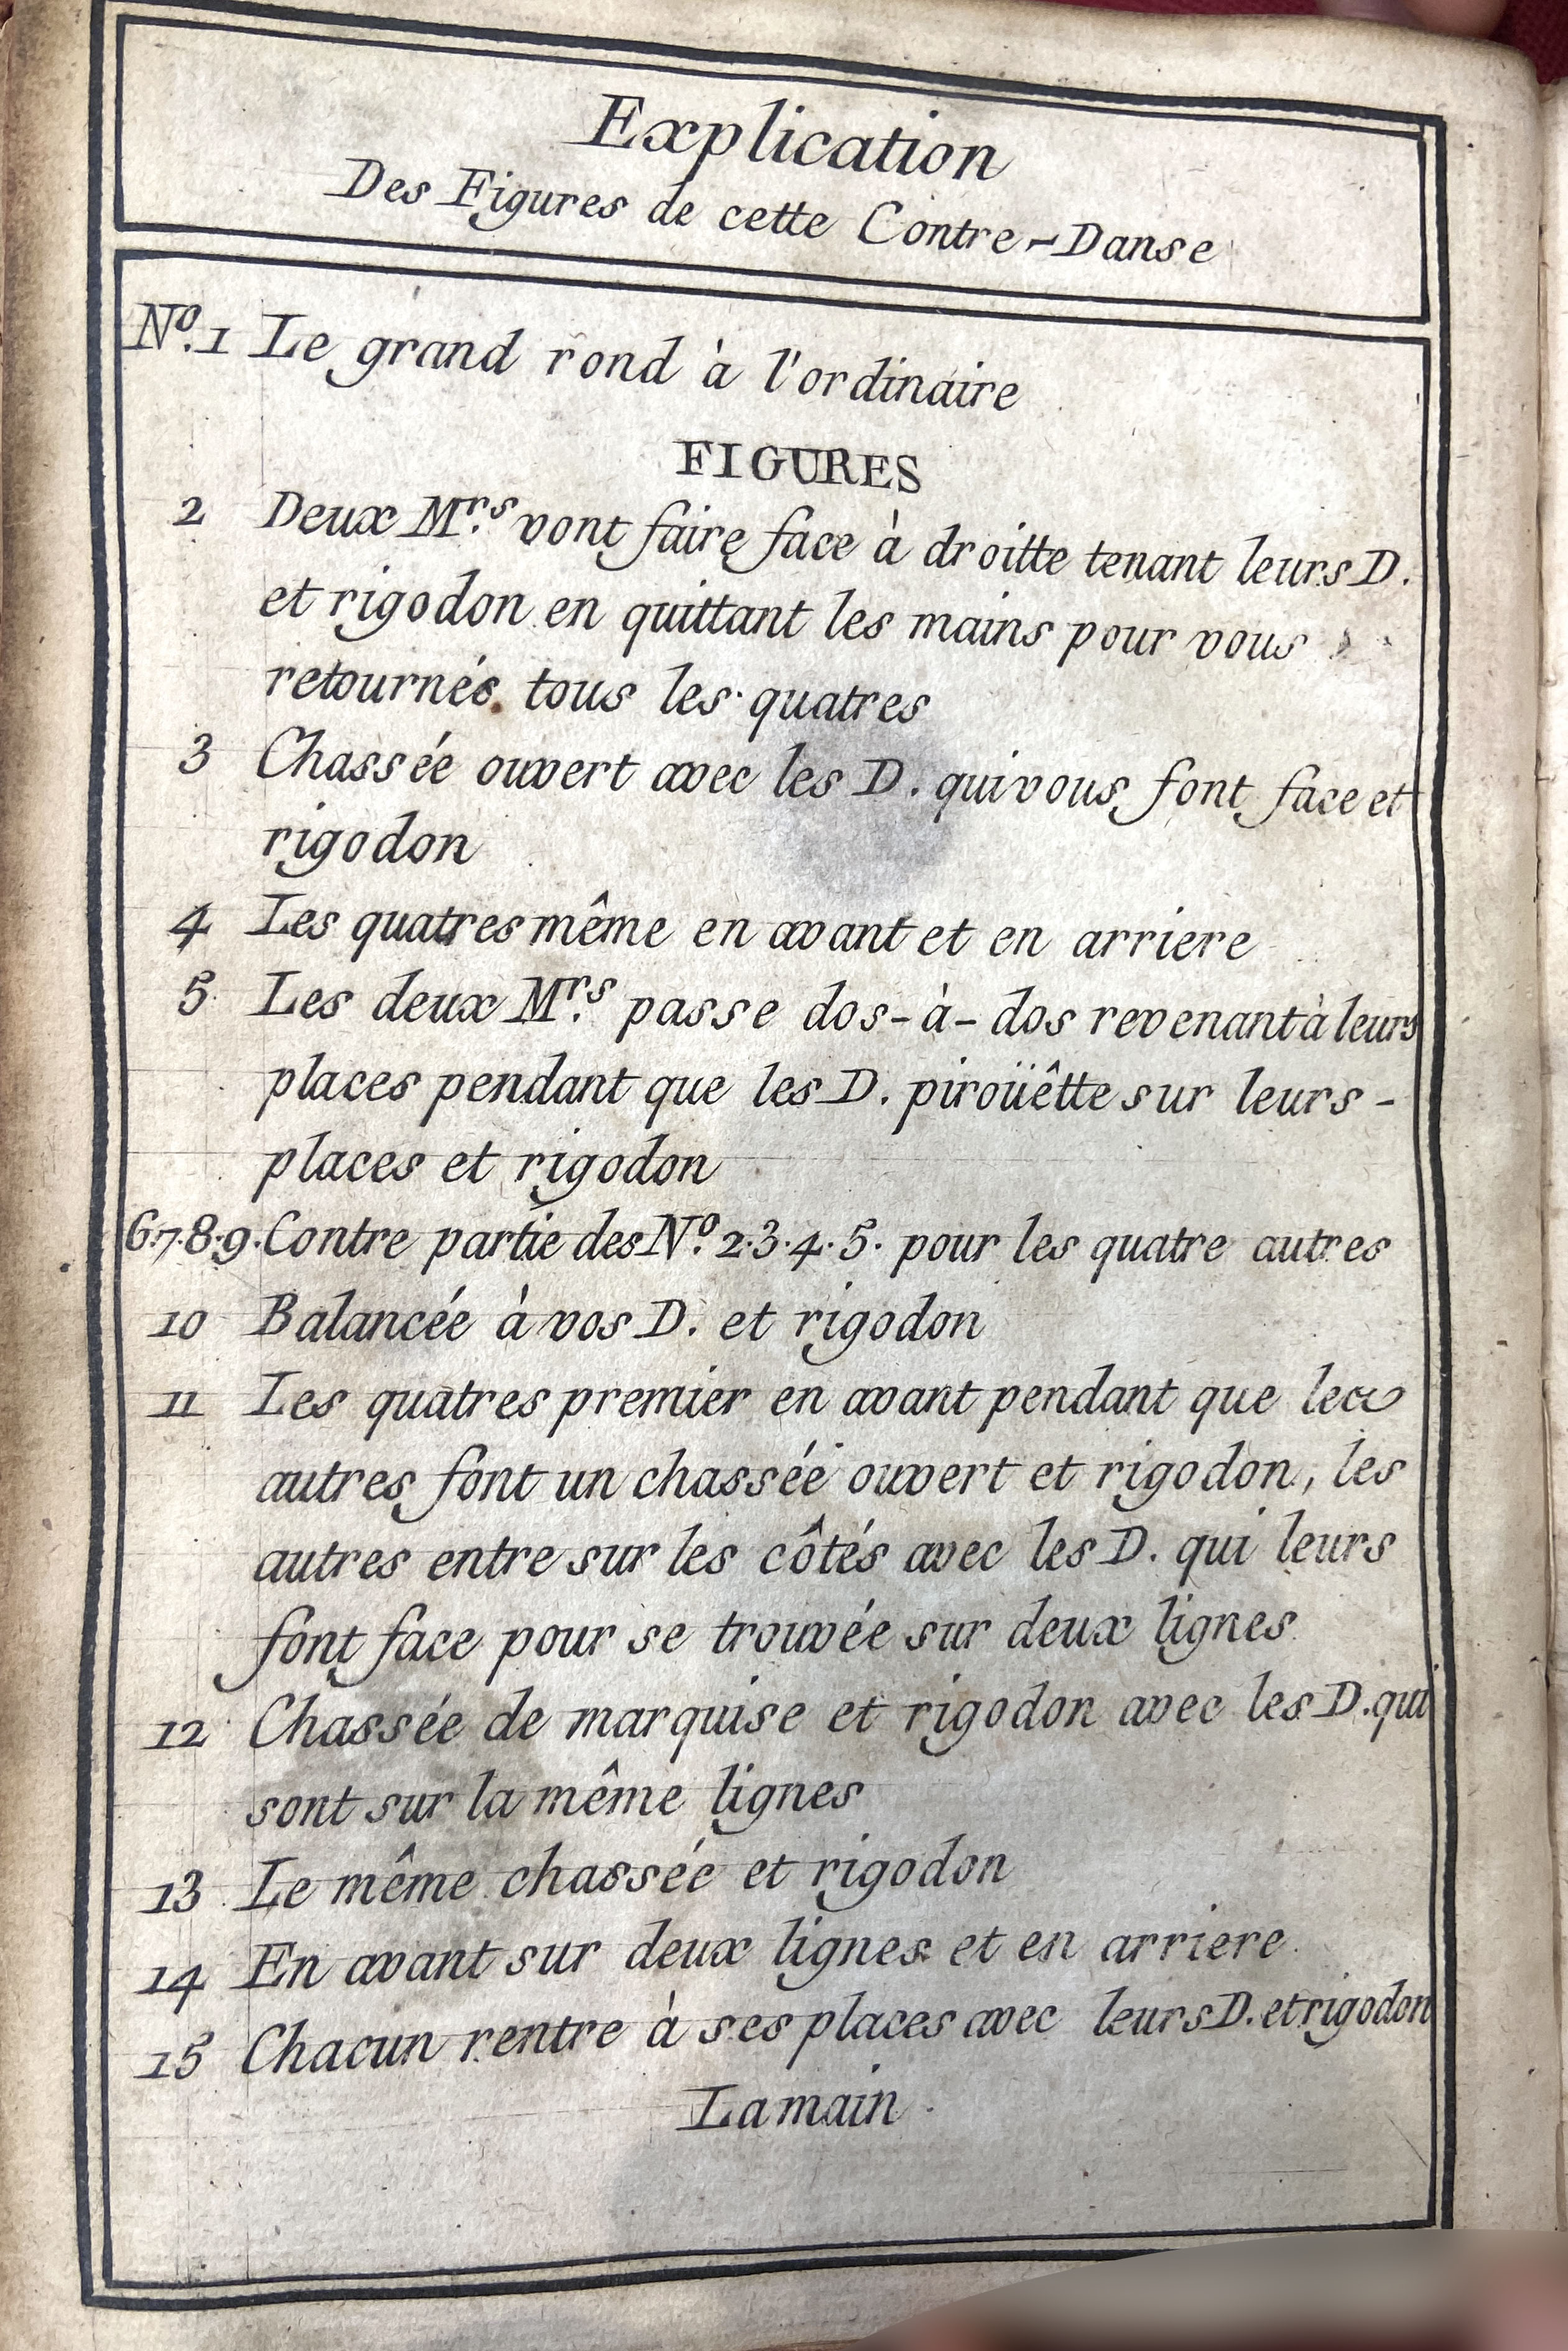 Explication
Des Figures de cette Contre-Danse
Nº.1 Le grand rond à l'ordinaire
FIGURES
2 Deux M.rs vont faire face à droitte tenant leurs D.
et rigodon en quittant les mains pour vous
retournés. tous les quatres
3 Chassée ouvert avec les D. qui vous font face et
rigodon
4 Les quatres même en avant et en arriere
5 Les deux M.rs passe dos-à-dos revenant à leurs
places pendant que les D. piroüêtte sur leurs -
places et rigodon
6.7.8.9. Contre partie des Nº. 2.3.4.5. pour les quatre autres
10 Balancée à vos D. et rigodon
11 Les quatres premier en avant pendant que les
autres font un chassée ouvert et rigodon, les
autres entre sur les côtés avec les D. qui leurs
font face pour se trouvée sur deux lignes
12 Chassée de marquise et rigodon avec les D. qui
sont sur la même lignes
13 Le même chassée et rigodon
14 En avant sur deux lignes et en arriere
15 Chacun rentre à ses places avec leurs D. et rigodon
La main